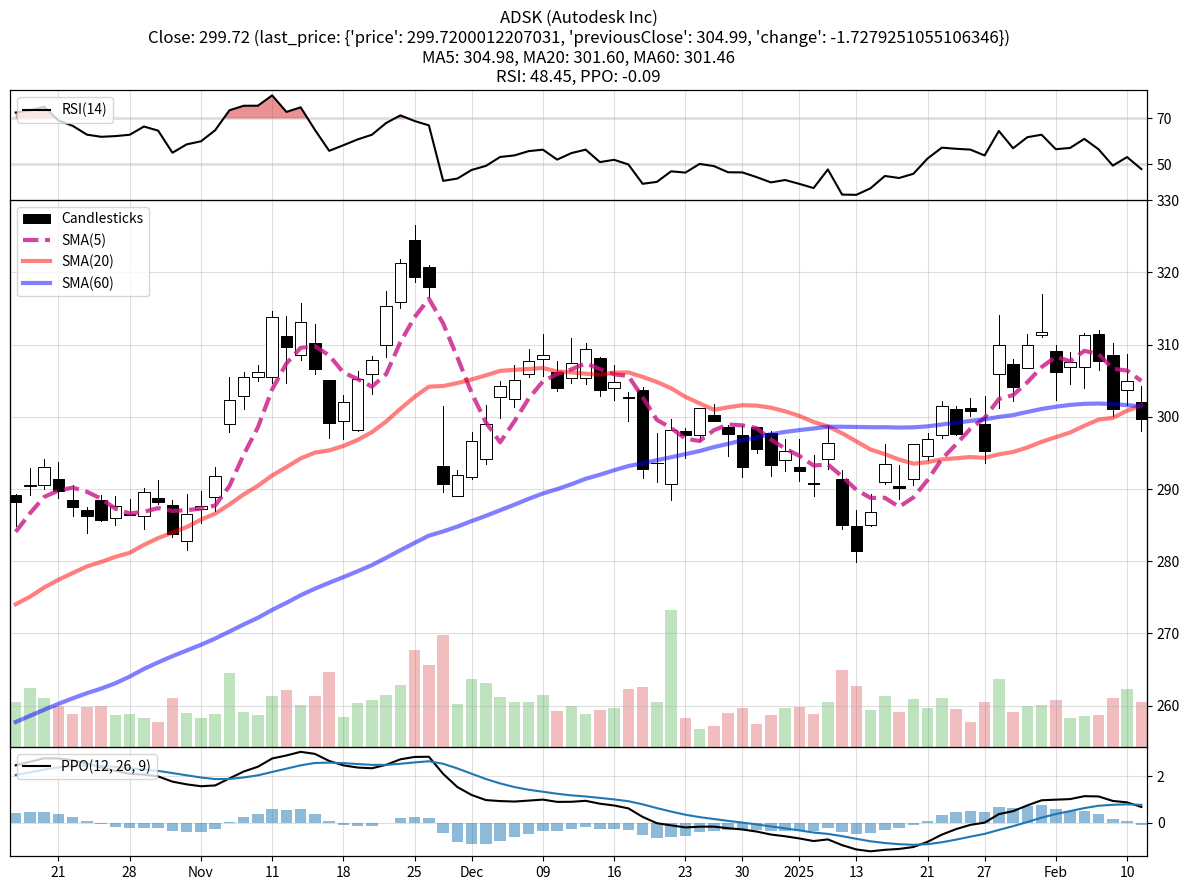 ADSK (Autodesk Inc)
Close: 299.72 (last_price: {'price': 299.7200012207031, 'previousClose': 304.99, 'change': -1.7279251055106346})
MA5: 304.98, MA20: 301.60, MA60: 301.46
RSI: 48.45, PPO: -0.09
RSI(14)
70
50
330
Candlesticks
SMA(5)
SMA(20)
SMA(60)
320
310
300
290
280
270
260
PPO(12, 26, 9)
2
0
21 28 Nov 11 18 25 Dec 09 16 23 30 2025 13 21 27 Feb 10